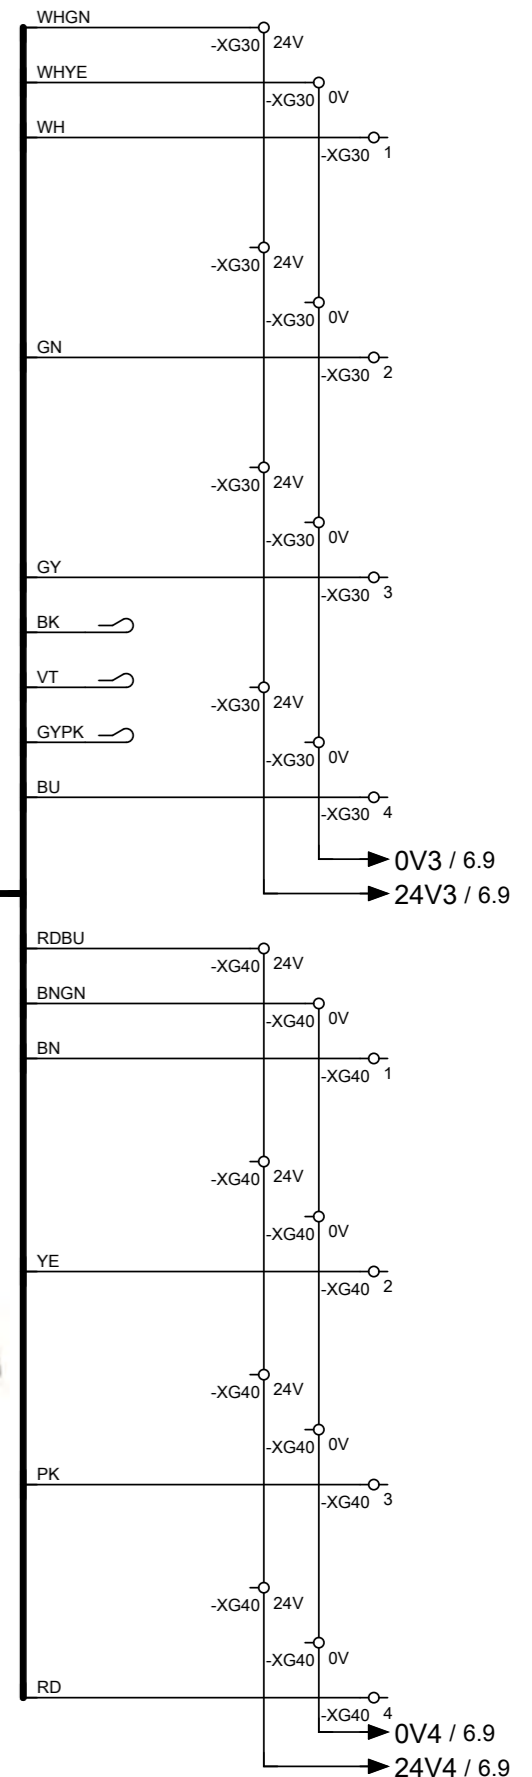 WHGN
-XG30 24V
WHYE
-XG30 0V
WH
-XG30 1
-XG30 24V
-XG30 0V
GN
-XG30 2
-XG30 24V
-XG30 0V
GY
-XG30 3
BK
VT
-XG30 24V
GYPK
-XG30 0V
BU
-XG30 4
0V3 / 6.9
24V3 / 6.9
RDBU
-XG40 24V
BNGN
-XG40 0V
BN
-XG40 1
-XG40 24V
-XG40 0V
YE
-XG40 2
-XG40 24V
-XG40 0V
PK
-XG40 3
-XG40 24V
-XG40 0V
RD
-XG40 4
0V4 / 6.9
24V4 / 6.9